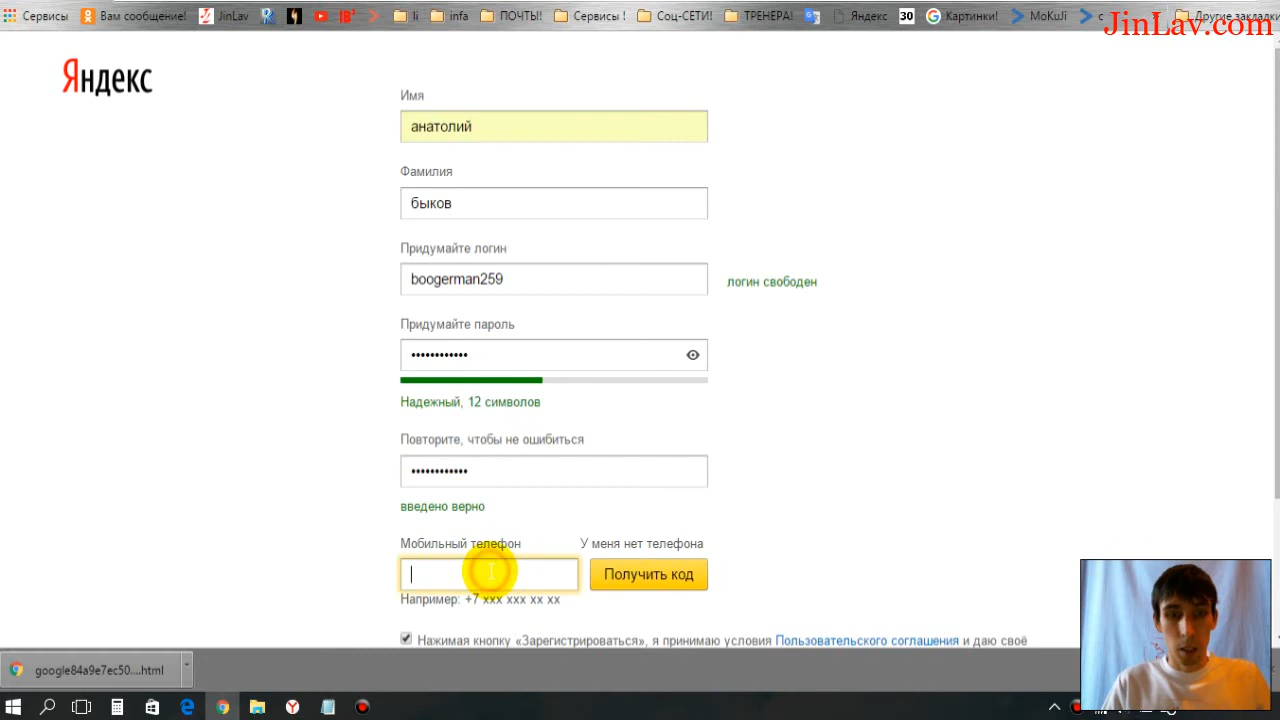 Сервисы
Вход. сообщения
JinLav
li
infa
ПОЧТЫ!
Сервисы !
Соц-СЕТИ!
ТРЕНЕРА!
Яндекс
30
Картинки!
MoKuJi
с
Другие закладки
JinLav.com
Яндекс
Имя
анатолий
Фамилия
быков
Придумайте логин
boogerman259
логин свободен
Придумайте пароль
••••••••••••
Надежный, 12 символов
Повторите, чтобы не ошибиться
••••••••••••
введено верно
Мобильный телефон
У меня нет телефона
Получить код
Например: +7 xxx xxx xx xx
Нажимая кнопку «Зарегистрироваться», я принимаю условия Пользовательского соглашения и даю своё
google84a9e7ec50....html